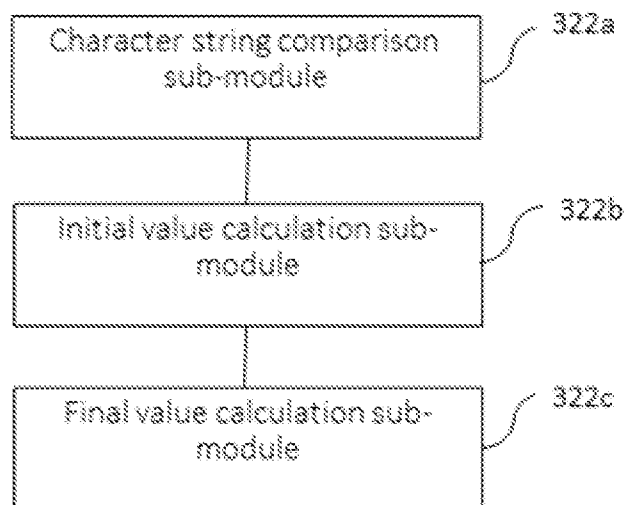 Character string comparison
sub-module
322a
Initial value calculation sub-
module
322b
Final value calculation sub-
module
322c